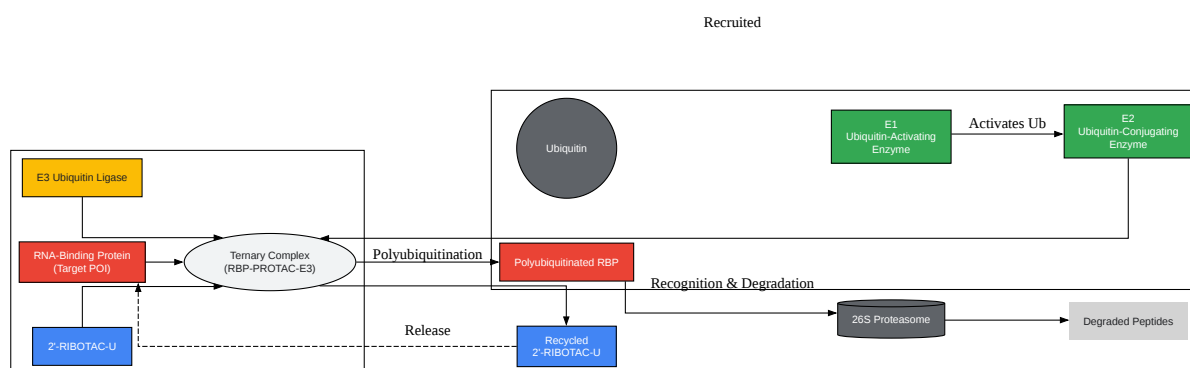 Recruited
E1
Ubiquitin-Activating
Enzyme
Activates Ub
E2
Ubiquitin-Conjugating
Enzyme
Ubiquitin
E3 Ubiquitin Ligase
RNA-Binding Protein
(Target POI)
Ternary Complex
(RBP-PROTAC-E3)
Polyubiquitination
Polyubiquitinated RBP
Recognition & Degradation
26S Proteasome
Degraded Peptides
Release
2'-RIBOTAC-U
Recycled
2'-RIBOTAC-U